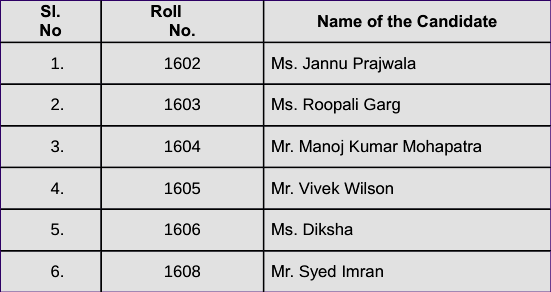 Sl. No Roll No. Name of the Candidate
1. 1602 Ms. Jannu Prajwala
2. 1603 Ms. Roopali Garg
3. 1604 Mr. Manoj Kumar Mohapatra
4. 1605 Mr. Vivek Wilson
5. 1606 Ms. Diksha
6. 1608 Mr. Syed Imran